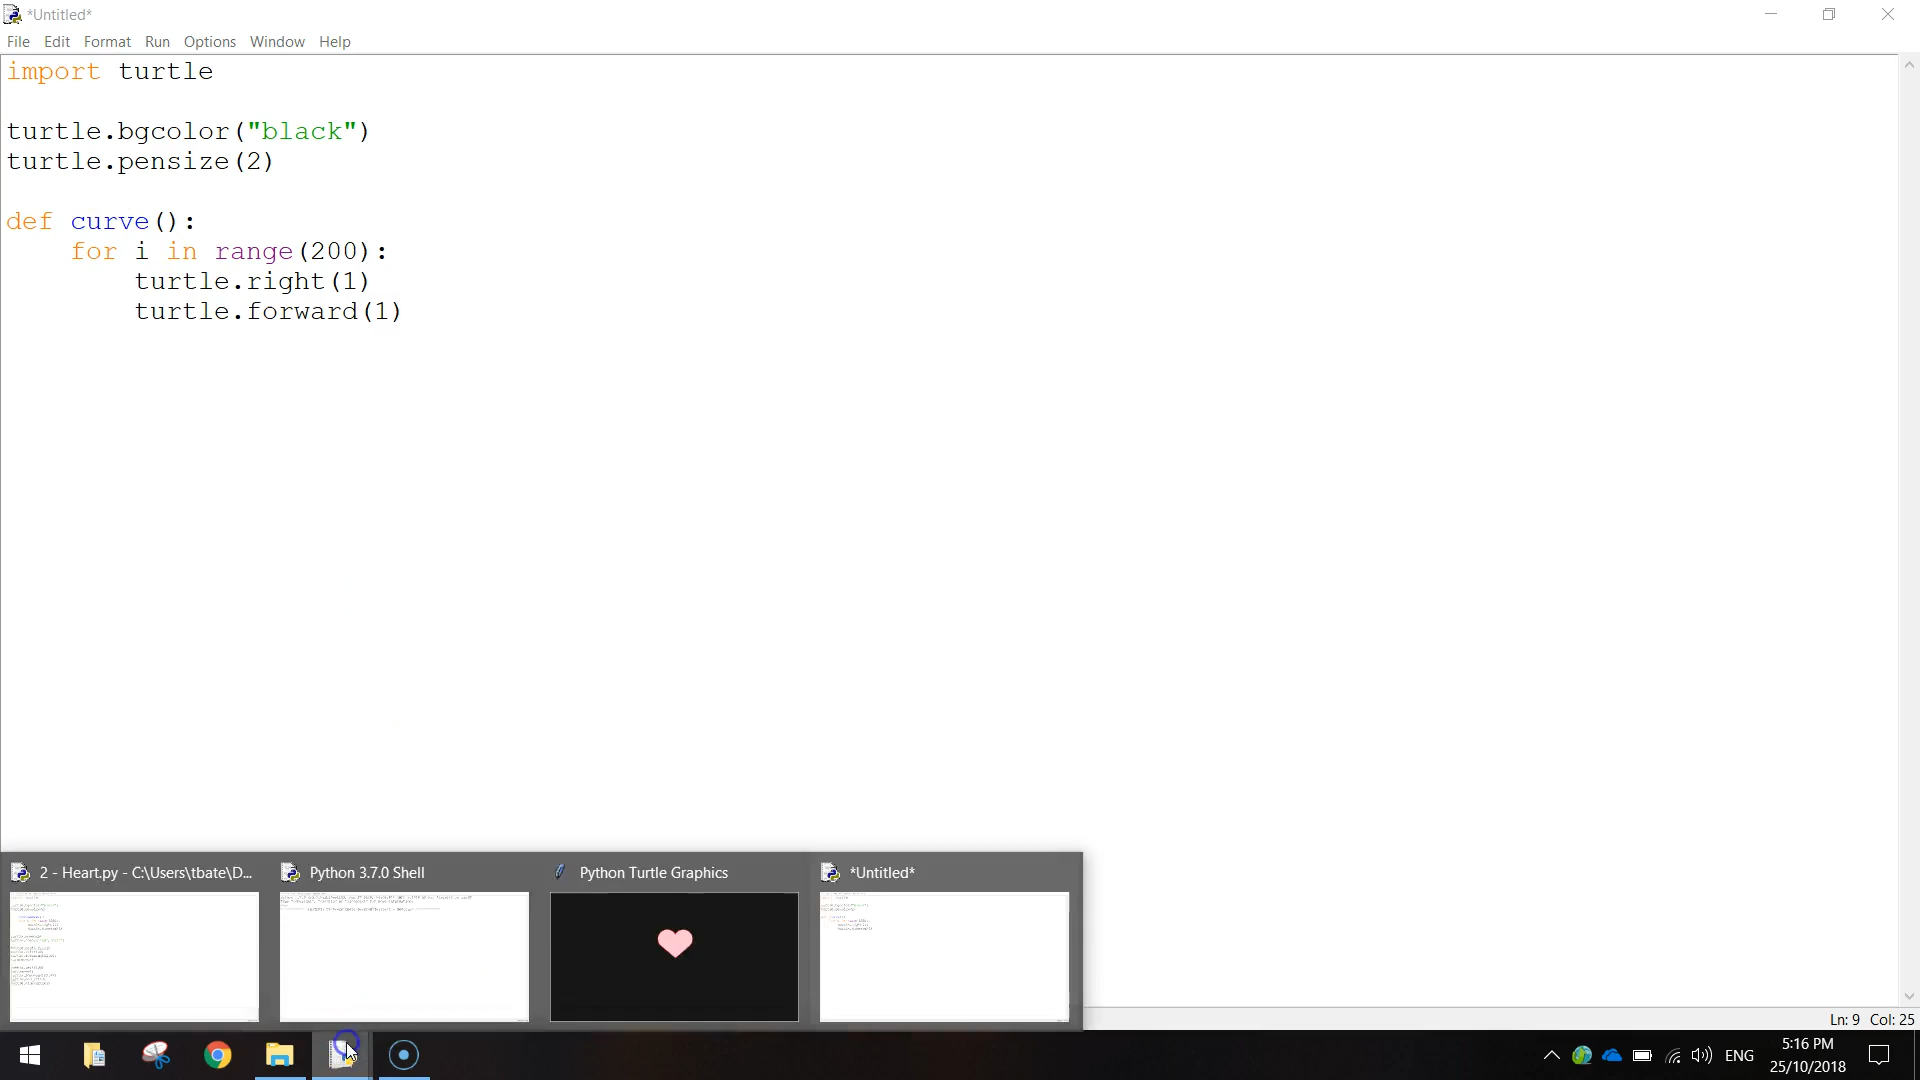 *Untitled*
File Edit Format Run Options Window Help
import turtle
turtle.bgcolor("black")
turtle.pensize(2)
def curve():
    for i in range(200):
        turtle.right(1)
        turtle.forward(1)
2 - Heart.py - C:\Users\tbate\D...
Python 3.7.0 Shell
Python Turtle Graphics
*Untitled*
Ln: 9 Col: 25
ENG
5:16 PM
25/10/2018